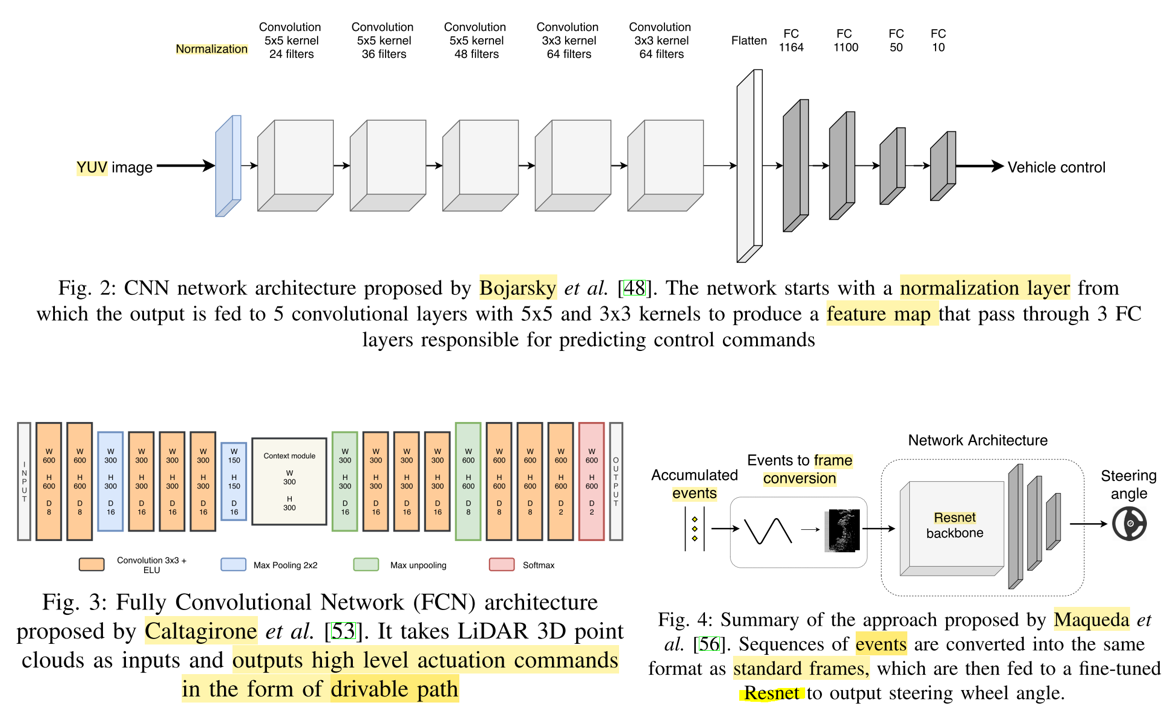 Normalization
Convolution
5x5 kernel
24 filters
Convolution
5x5 kernel
36 filters
Convolution
5x5 kernel
48 filters
Convolution
3x3 kernel
64 filters
Convolution
3x3 kernel
64 filters
Flatten
FC
1164
FC
1100
FC
50
FC
10
YUV image
Vehicle control
Fig. 2: CNN network architecture proposed by Bojarsky et al. [48]. The network starts with a normalization layer from
which the output is fed to 5 convolutional layers with 5x5 and 3x3 kernels to produce a feature map that pass through 3 FC
layers responsible for predicting control commands
INPUT
W
600
H
600
D
8
W
600
H
600
D
8
W
300
H
300
D
16
W
300
H
300
D
16
W
300
H
300
D
16
W
300
H
300
D
16
W
150
H
150
D
16
Context module
W
300
H
300
W
300
H
300
D
16
W
300
H
300
D
16
W
300
H
300
D
16
W
300
H
300
D
16
W
600
H
600
D
8
W
600
H
600
D
8
W
600
H
600
D
8
W
600
H
600
D
2
W
600
H
600
D
2
OUTPUT
Convolution 3x3 +
ELU
Max Pooling 2x2
Max unpooling
Softmax
Fig. 3: Fully Convolutional Network (FCN) architecture
proposed by Caltagirone et al. [53]. It takes LiDAR 3D point
clouds as inputs and outputs high level actuation commands
in the form of drivable path
Network Architecture
Accumulated
events
Events to frame
conversion
Resnet
backbone
Steering
angle
Fig. 4: Summary of the approach proposed by Maqueda et
al. [56]. Sequences of events are converted into the same
format as standard frames, which are then fed to a fine-tuned
Resnet to output steering wheel angle.